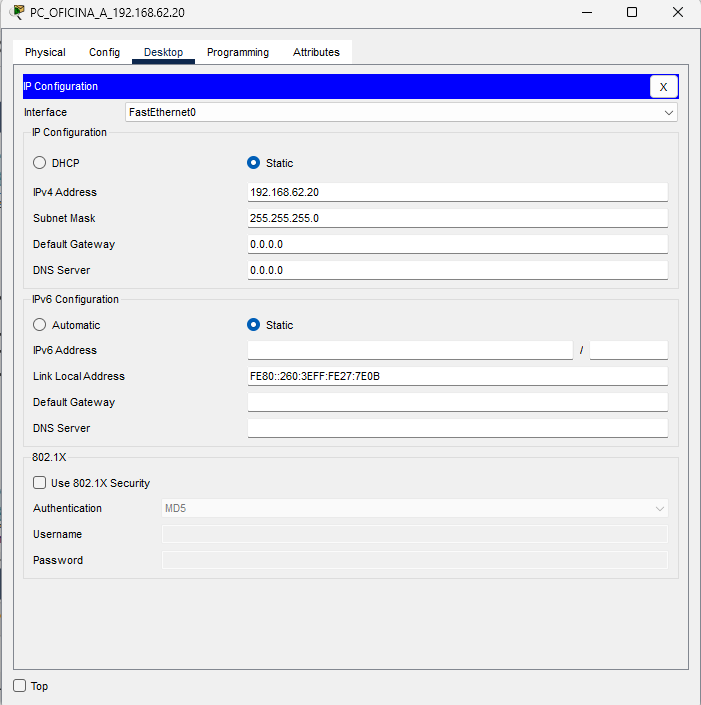 PC_OFICINA_A_192.168.62.20
Physical Config Desktop Programming Attributes
IP Configuration X
Interface FastEthernet0
IP Configuration
DHCP Static
IPv4 Address 192.168.62.20
Subnet Mask 255.255.255.0
Default Gateway 0.0.0.0
DNS Server 0.0.0.0
IPv6 Configuration
Automatic Static
IPv6 Address /
Link Local Address FE80::260:3EFF:FE27:7E0B
Default Gateway
DNS Server
802.1X
Use 802.1X Security
Authentication MD5
Username
Password
Top